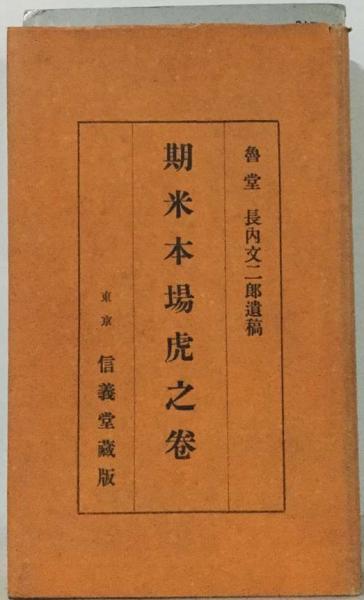 魯堂 長内文二郎遺稿
期米本場虎之卷
東京 信義堂藏版